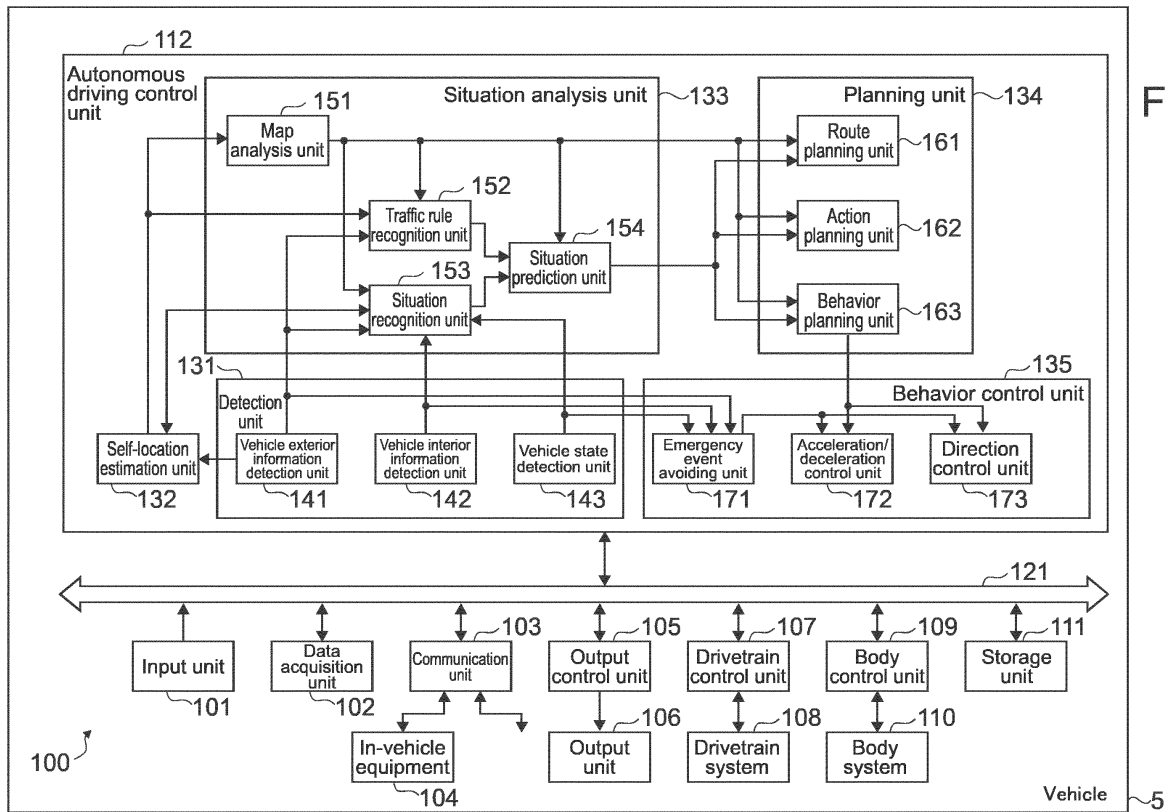 112
Autonomous
driving control
unit
Situation analysis unit
133
Planning unit
134
F
151
Map
analysis unit
Route
planning unit
161
152
Traffic rule
recognition unit
154
Situation
prediction unit
Action
planning unit
162
153
Situation
recognition unit
Behavior
planning unit
163
131
Detection
unit
135
Behavior control unit
Self-location
estimation unit
132
Vehicle exterior
information detection unit
141
Vehicle interior
information detection unit
142
Vehicle state
detection unit
143
Emergency
event
avoiding unit
171
Acceleration/
deceleration
control unit
172
Direction
control unit
173
121
Input unit
101
Data
acquisition
unit
102
103
Communication
unit
105
Output
control unit
107
Drivetrain
control unit
109
Body
control unit
111
Storage
unit
In-vehicle
equipment
104
106
Output
unit
108
Drivetrain
system
110
Body
system
100
Vehicle
5